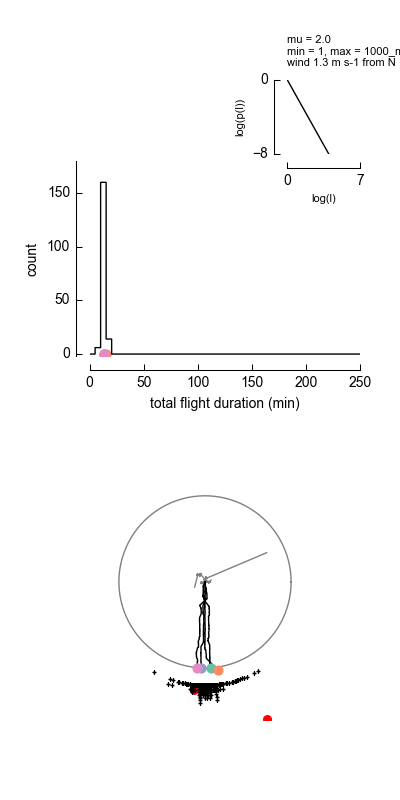 mu = 2.0
min = 1, max = 1000_m
wind 1.3 m s-1 from N
0
−8
log(p(l))
0 7
log(l)
150
100
50
0
count
0 50 100 150 200 250
total flight duration (min)